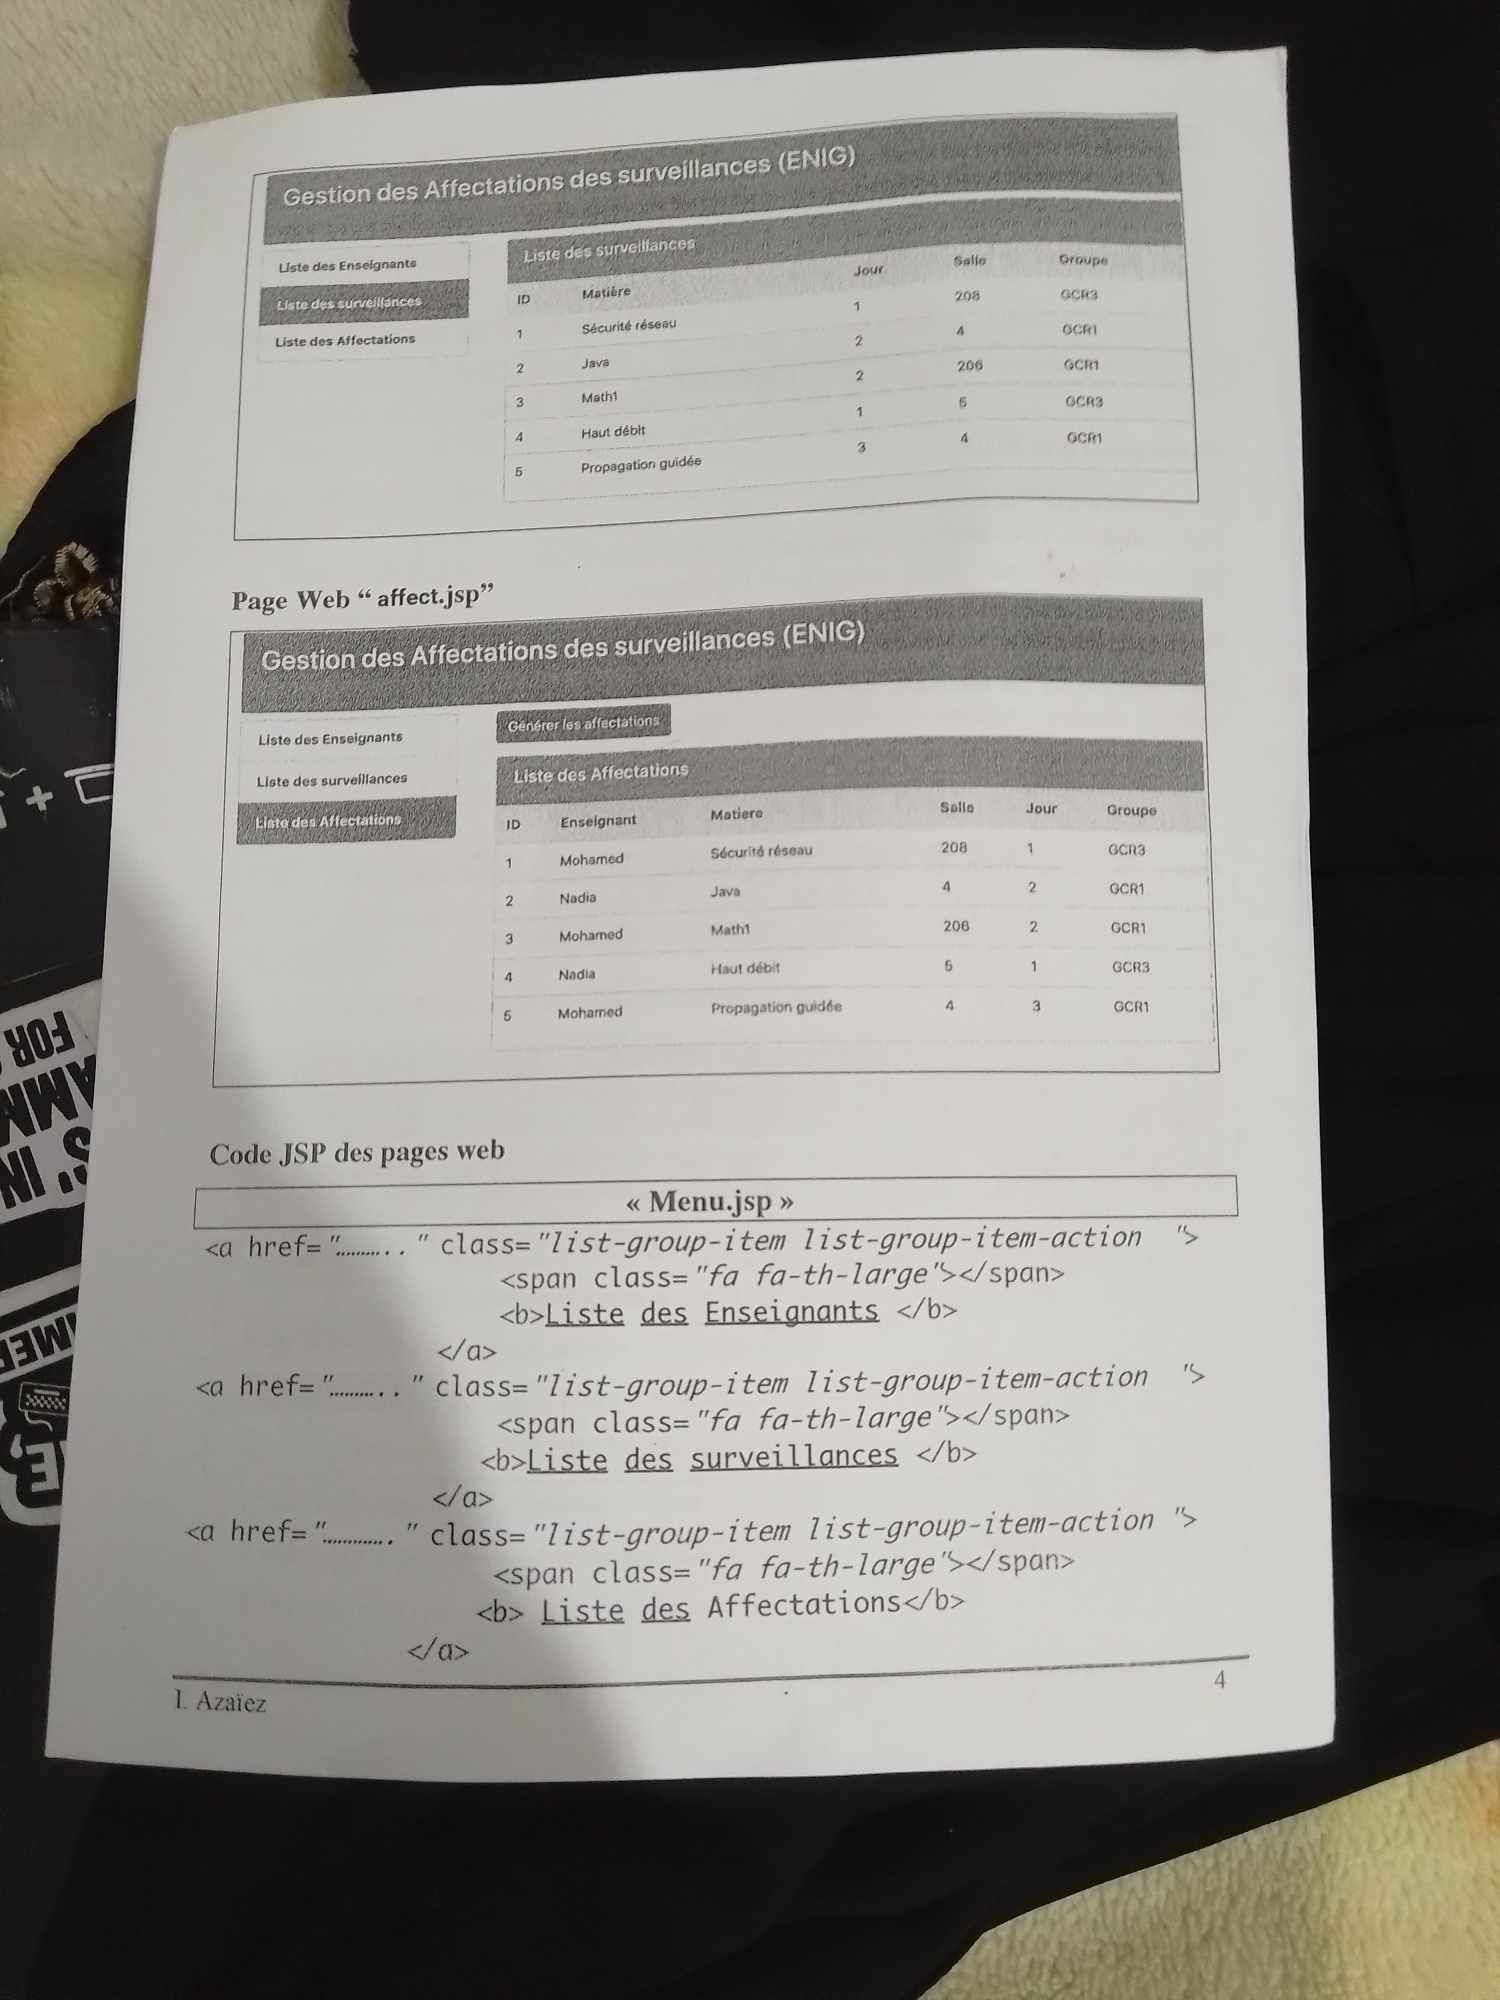 Gestion des Affectations des surveillances (ENIG)
Liste des Enseignants
Liste des surveillances
Liste des Affectations
Liste des surveillances
ID Matière Jour Salle Groupe
1 Sécurité réseau 1 208 GCR3
2 Java 2 4 GCR1
3 Math1 2 206 GCR1
4 Haut débit 1 5 GCR3
5 Propagation guidée 3 4 GCR1
Page Web “ affect.jsp”
Gestion des Affectations des surveillances (ENIG)
Liste des Enseignants
Liste des surveillances
Liste des Affectations
Générer les affectations
Liste des Affectations
ID Enseignant Matiere Salle Jour Groupe
1 Mohamed Sécurité réseau 208 1 GCR3
2 Nadia Java 4 2 GCR1
3 Mohamed Math1 206 2 GCR1
4 Nadia Haut débit 5 1 GCR3
5 Mohamed Propagation guidée 4 3 GCR1
Code JSP des pages web
« Menu.jsp »
<a href="……….. " class="list-group-item list-group-item-action ">
<span class="fa fa-th-large"></span>
<b>Liste des Enseignants </b>
</a>
<a href="……….. " class="list-group-item list-group-item-action ">
<span class="fa fa-th-large"></span>
<b>Liste des surveillances </b>
</a>
<a href="…………. " class="list-group-item list-group-item-action ">
<span class="fa fa-th-large"></span>
<b> Liste des Affectations</b>
</a>
I. Azaïez
4
FOR